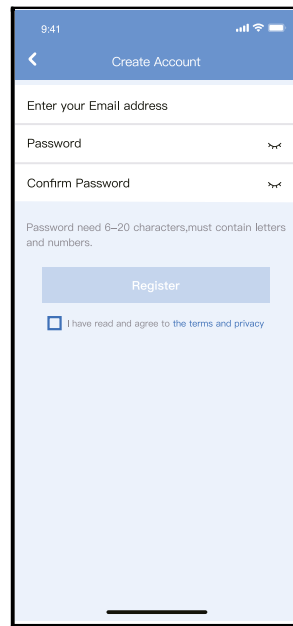 9:41
Create Account
Enter your Email address
Password
Confirm Password
Password need 6–20 characters,must contain letters
and numbers.
Register
I have read and agree to the terms and privacy